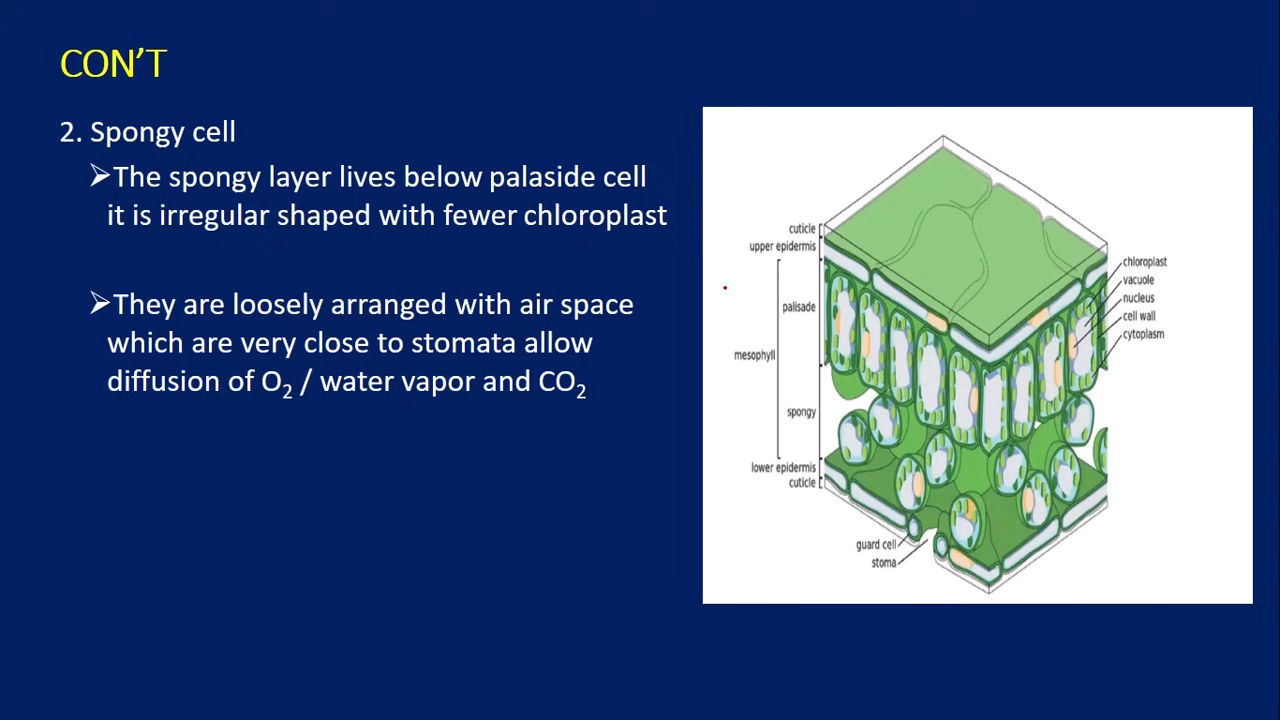 CON’T
2. Spongy cell
➢The spongy layer lives below palaside cell
it is irregular shaped with fewer chloroplast
➢They are loosely arranged with air space
which are very close to stomata allow
diffusion of O₂ / water vapor and CO₂
cuticle
upper epidermis
palisade
mesophyll
spongy
lower epidermis
cuticle
guard cell
stoma
chloroplast
vacuole
nucleus
cell wall
cytoplasm